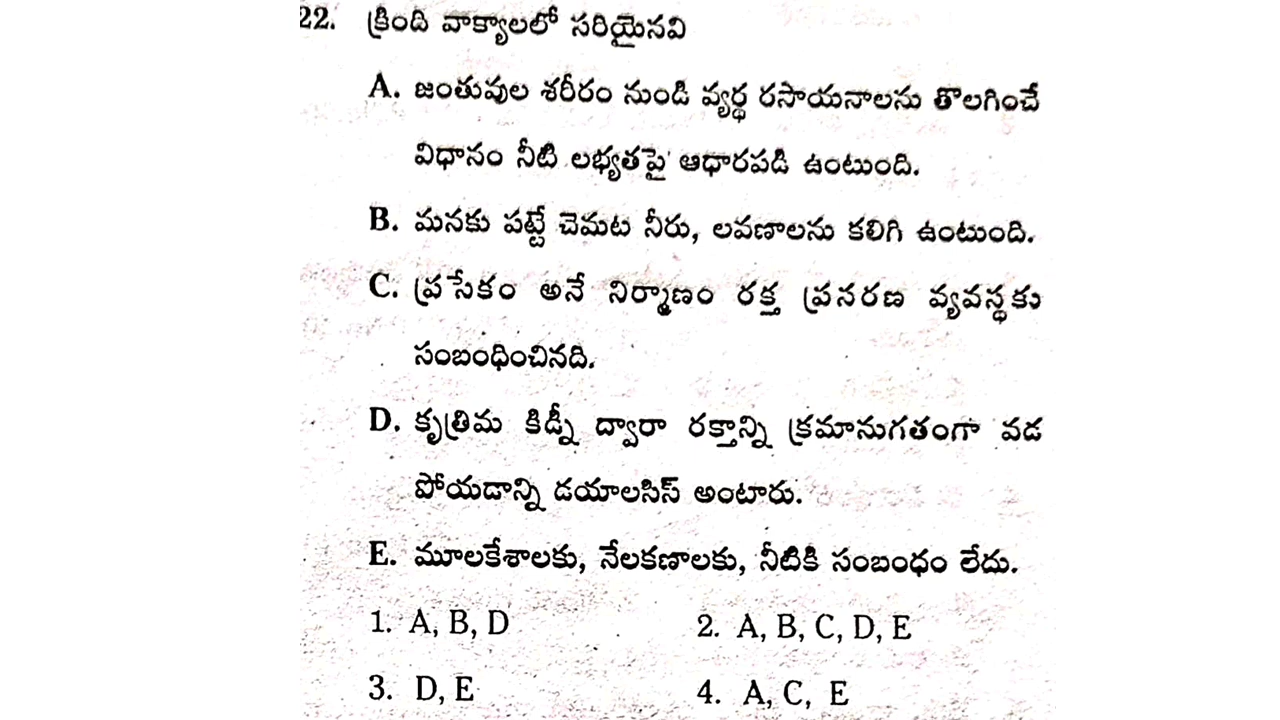 22. క్రింది వాక్యాలలో సరియైనవి
A. జంతువుల శరీరం నుండి వ్యర్థ రసాయనాలను తొలగించే
విధానం నీటి లభ్యతపై ఆధారపడి ఉంటుంది.
B. మనకు పట్టే చెమట నీరు, లవణాలను కలిగి ఉంటుంది.
C. ప్రసేకం అనే నిర్మాణం రక్త ప్రసరణ వ్యవస్థకు
సంబంధించినది.
D. కృత్రిమ కిడ్నీ ద్వారా రక్తాన్ని క్రమానుగతంగా వడ
పోయడాన్ని డయాలసిస్ అంటారు.
E. మూలకేశాలకు, నేలకణాలకు, నీటికి సంబంధం లేదు.
1. A, B, D 2. A, B, C, D, E
3. D, E 4. A, C, E